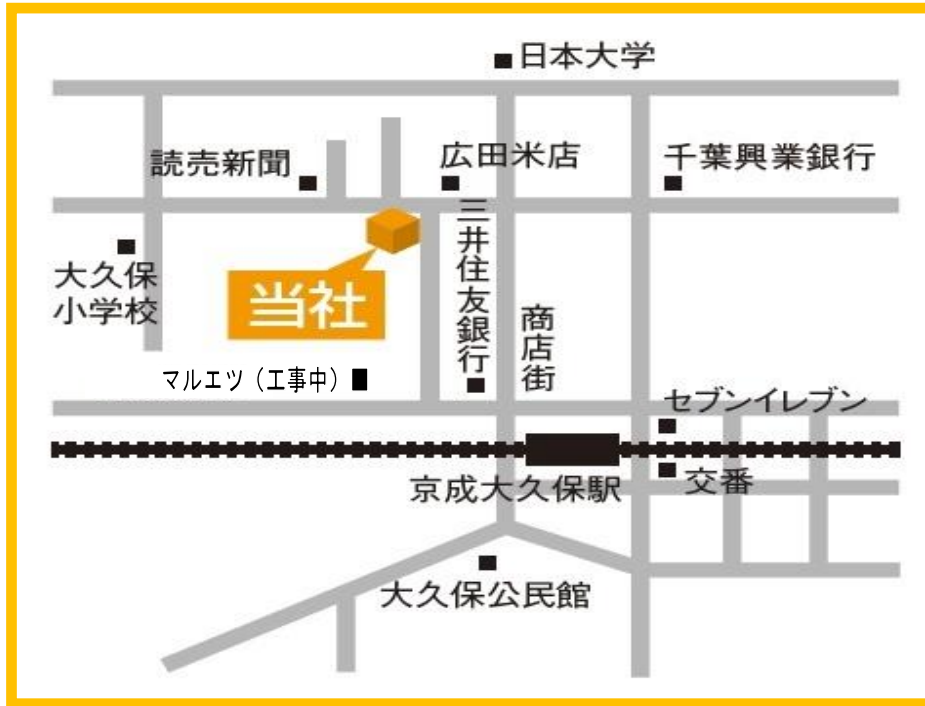 日本大学
読売新聞
広田米店
千葉興業銀行
三井住友銀行
大久保
小学校
当社
商店街
マルエツ（工事中）
セブンイレブン
京成大久保駅
交番
大久保公民館